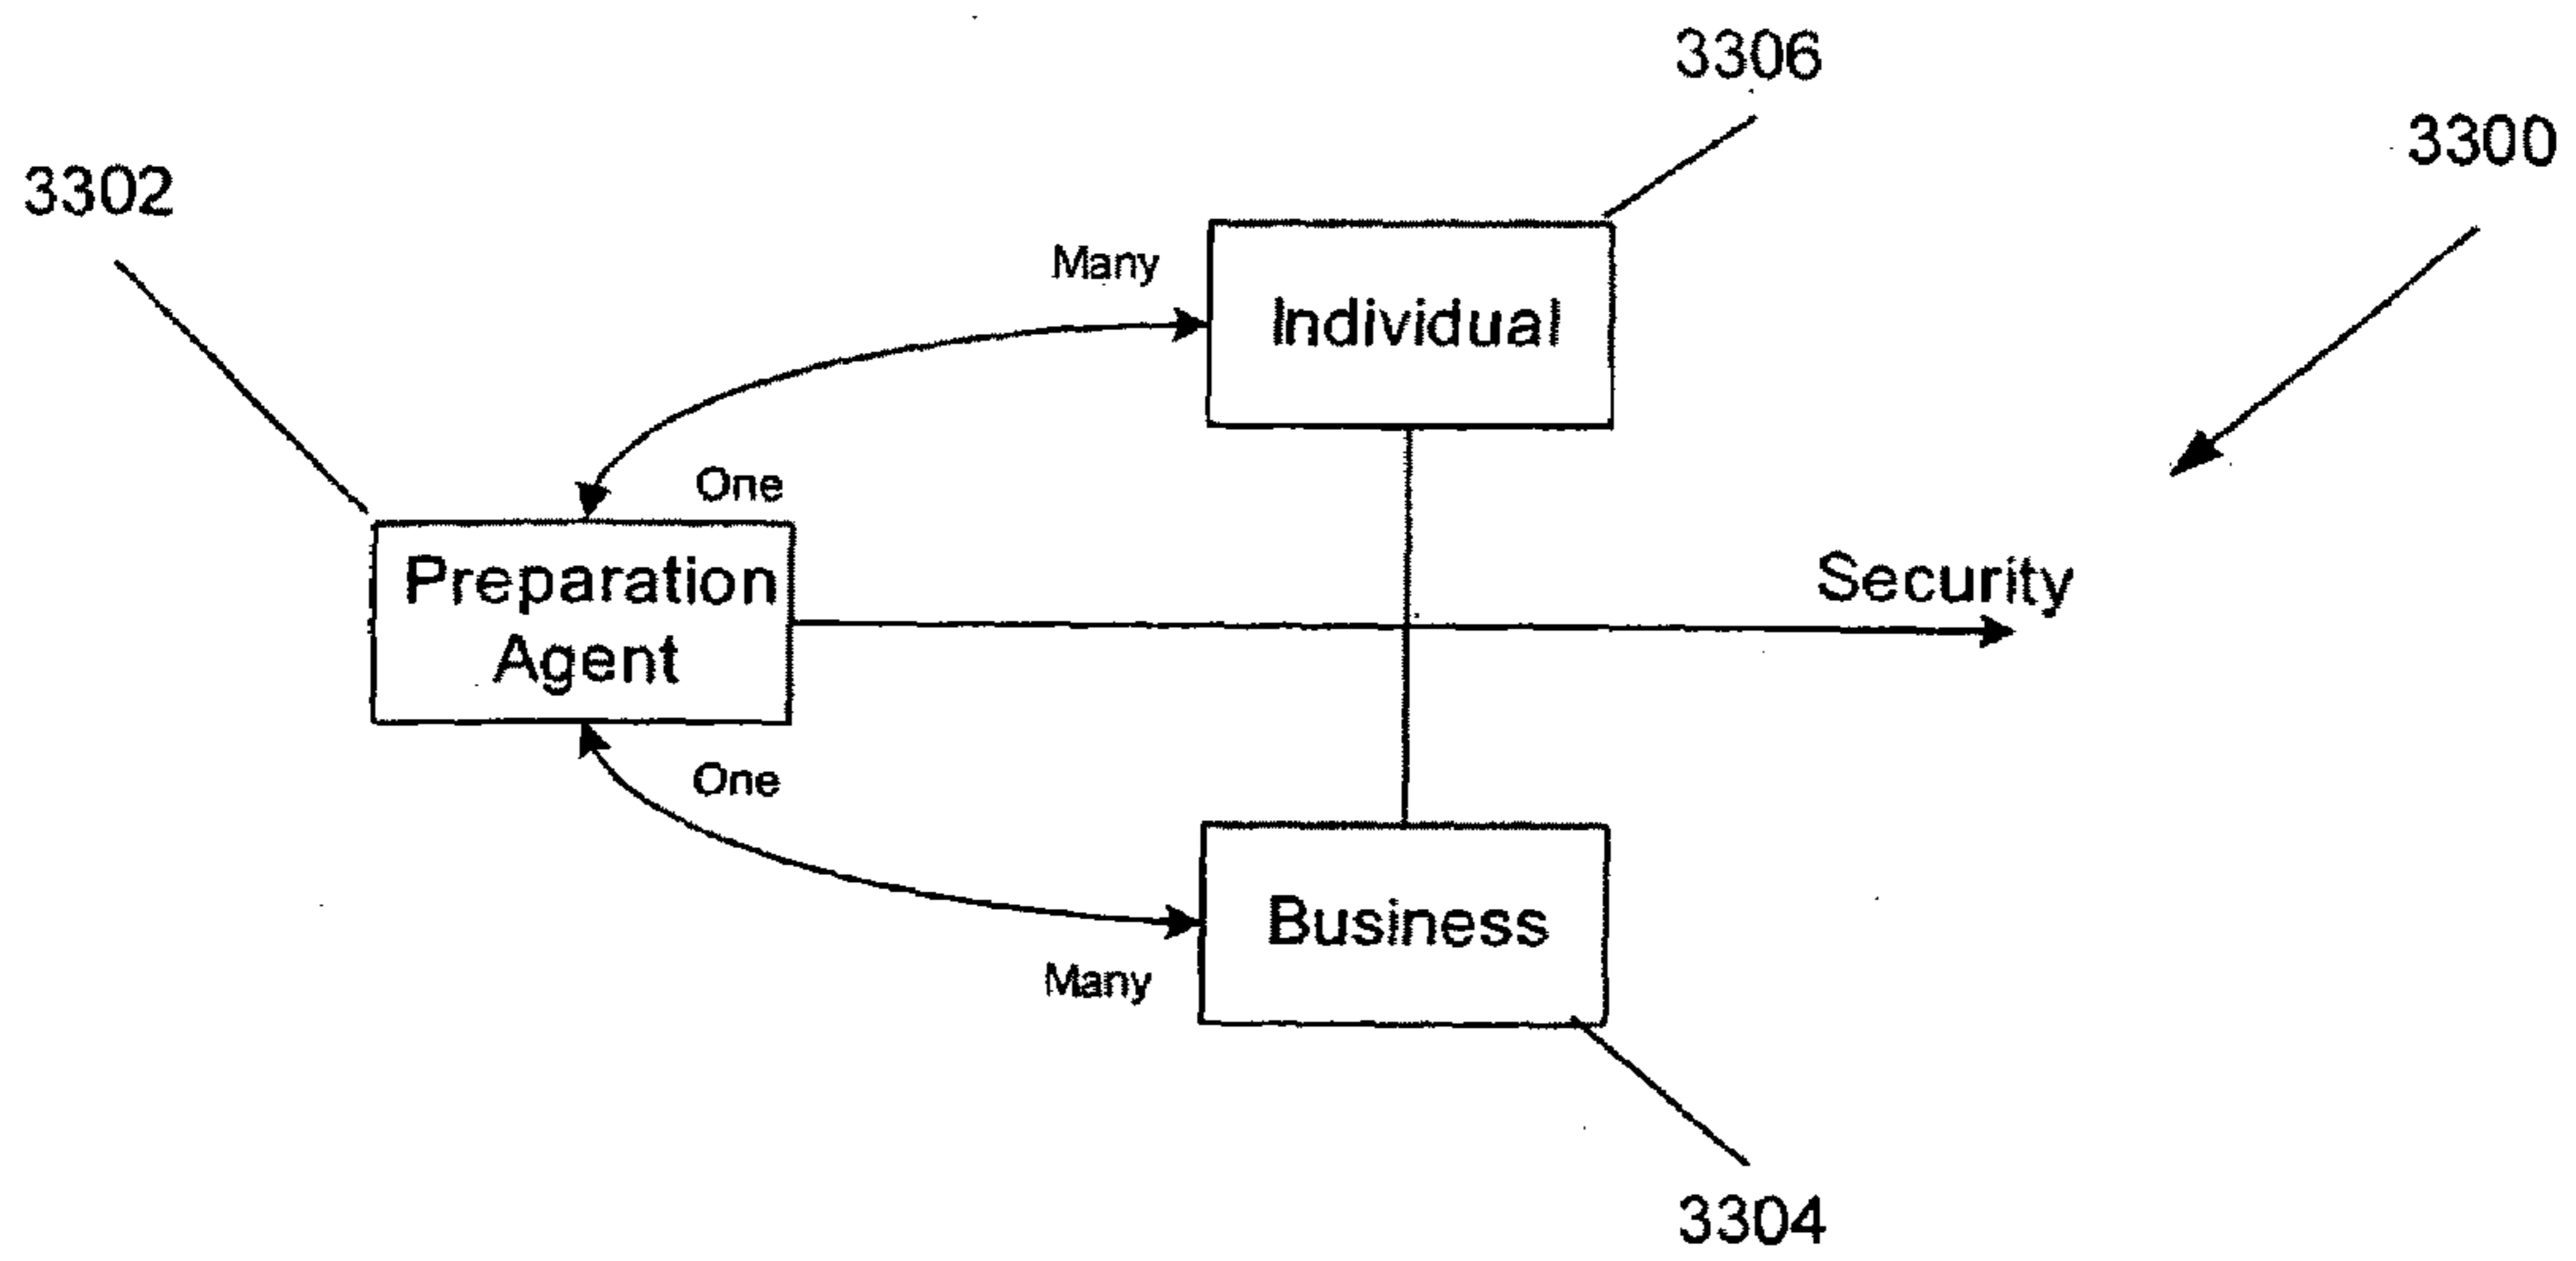 3306
3300
3302
Many
Individual
One
Preparation
Agent
Security
One
Business
Many
3304